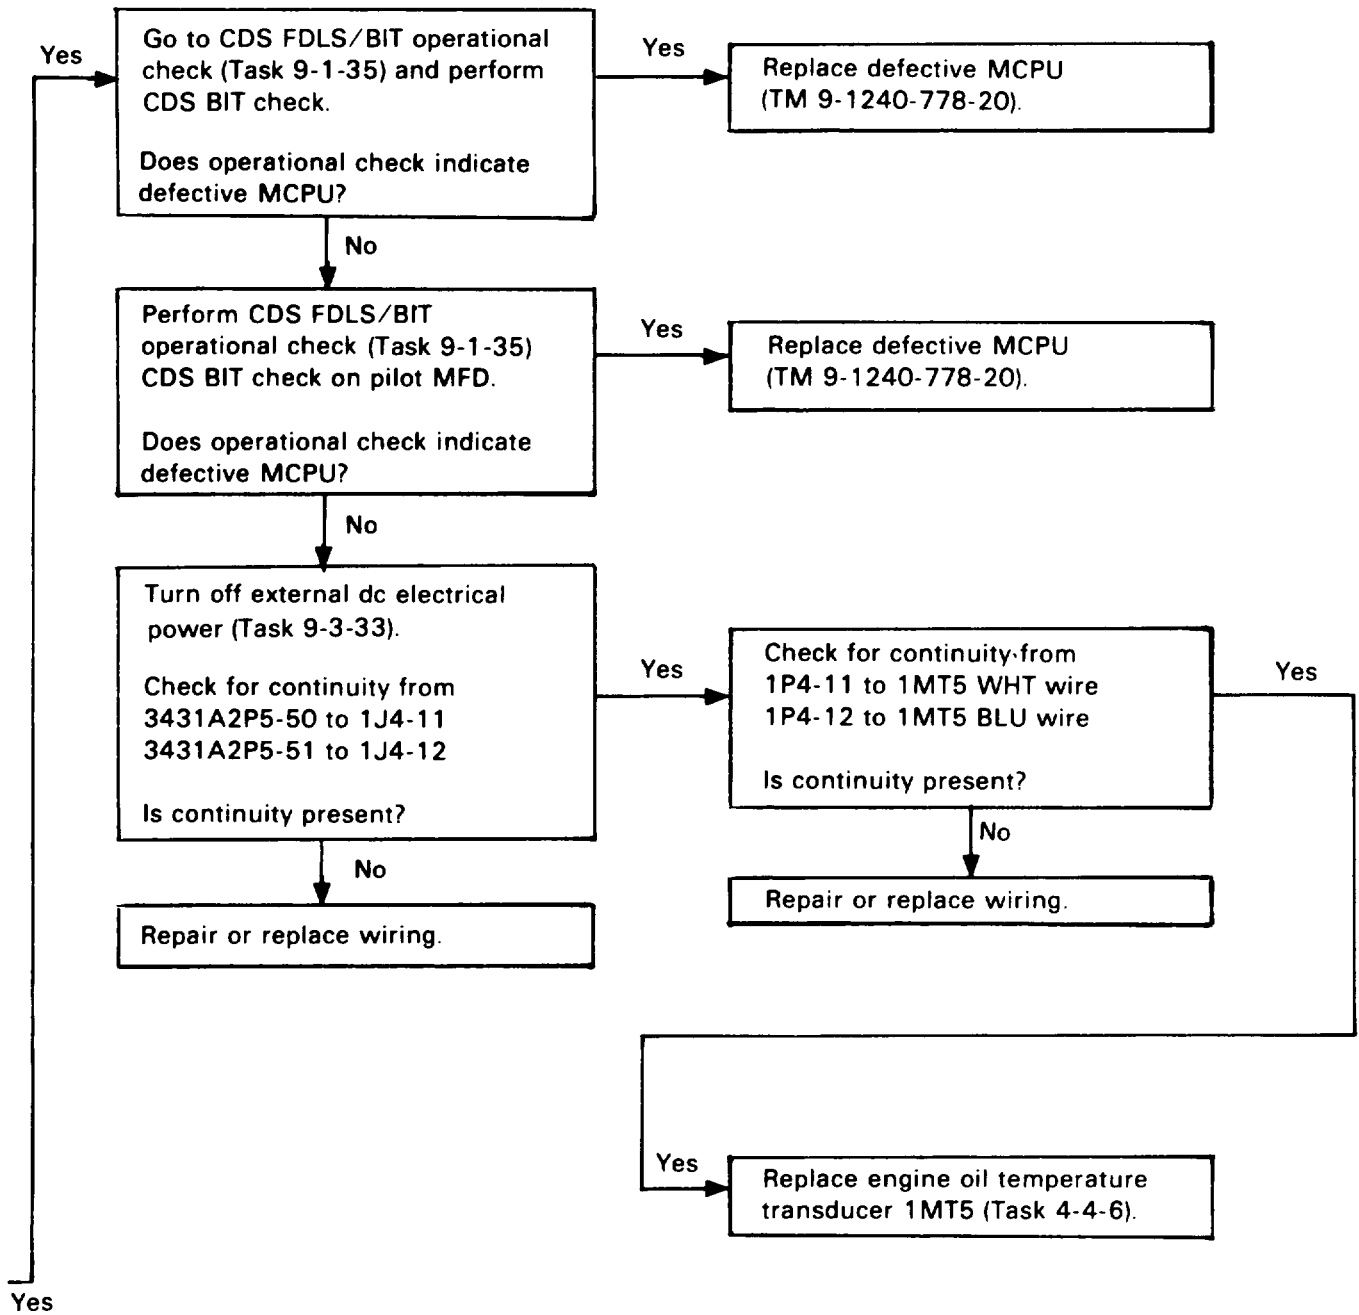 Yes
Go to CDS FDLS/BIT operational
check (Task 9-1-35) and perform
CDS BIT check.
Does operational check indicate
defective MCPU?
Yes
Replace defective MCPU
(TM 9-1240-778-20).
No
Perform CDS FDLS/BIT
operational check (Task 9-1-35)
CDS BIT check on pilot MFD.
Does operational check indicate
defective MCPU?
Yes
Replace defective MCPU
(TM 9-1240-778-20).
No
Turn off external dc electrical
power (Task 9-3-33).
Check for continuity from
3431A2P5-50 to 1J4-11
3431A2P5-51 to 1J4-12
Is continuity present?
Yes
Check for continuity from
1P4-11 to 1MT5 WHT wire
1P4-12 to 1MT5 BLU wire
Is continuity present?
Yes
No
Repair or replace wiring.
No
Repair or replace wiring.
Yes
Replace engine oil temperature
transducer 1MT5 (Task 4-4-6).
Yes